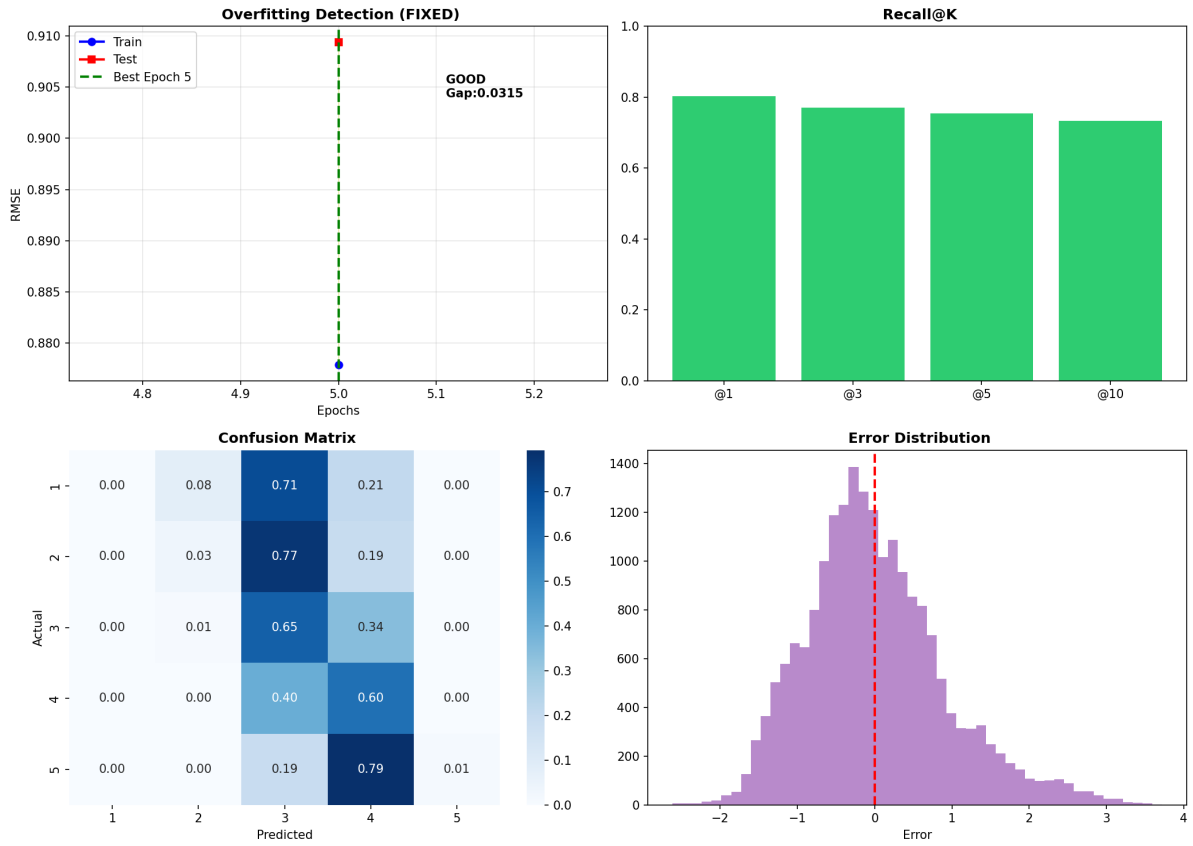 Overfitting Detection (FIXED)
0.910
0.905
0.900
0.895
0.890
0.885
0.880
RMSE
Train
Test
Best Epoch 5
GOOD
Gap:0.0315
4.8 4.9 5.0 5.1 5.2
Epochs
Recall@K
1.0
0.8
0.6
0.4
0.2
0.0
@1 @3 @5 @10
Confusion Matrix
Actual
1 0.00 0.08 0.71 0.21 0.00
2 0.00 0.03 0.77 0.19 0.00
3 0.00 0.01 0.65 0.34 0.00
4 0.00 0.00 0.40 0.60 0.00
5 0.00 0.00 0.19 0.79 0.01
1 2 3 4 5
Predicted
0.7
0.6
0.5
0.4
0.3
0.2
0.1
0.0
Error Distribution
1400
1200
1000
800
600
400
200
0
−2 −1 0 1 2 3 4
Error